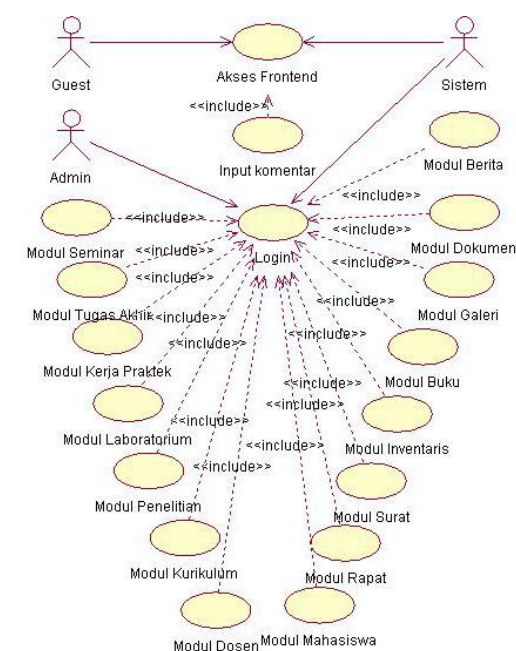 Guest
Akses Frontend
Sistem
<<include>>
Admin
Input komentar
Modul Berita
<<include>>
<<include>>
Modul Seminar
<<include>>
Login
<<include>>
Modul Dokumen
<<include>>
<<include>>
Modul Tugas Akhir
<<include>>
Modul Galeri
<<include>>
<<include>>
Modul Kerja Praktek
Modul Buku
<<include>>
<<include>>
<<include>>
Modul Laboratorium
<<include>>
Modul Inventaris
<<include>>
Modul Penelitian
Modul Surat
Modul Kurikulum
Modul Rapat
Modul Dosen
Modul Mahasiswa